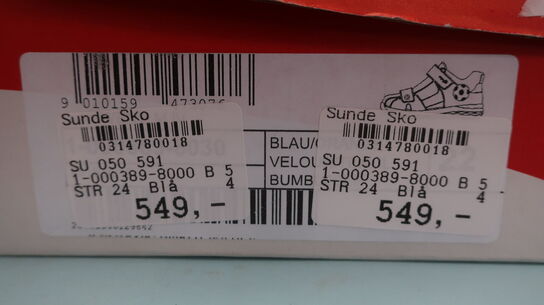 9 010159 473076
Sunde Sko
0314780018
SU 050 591
1-000389-8000 B 5
STR 24 Blå 4
549,-
BLAU/
VELOU
BUMB
Sunde Sko
0314780018
SU 050 591
1-000389-8000 B 5
STR 24 Blå 4
549,-